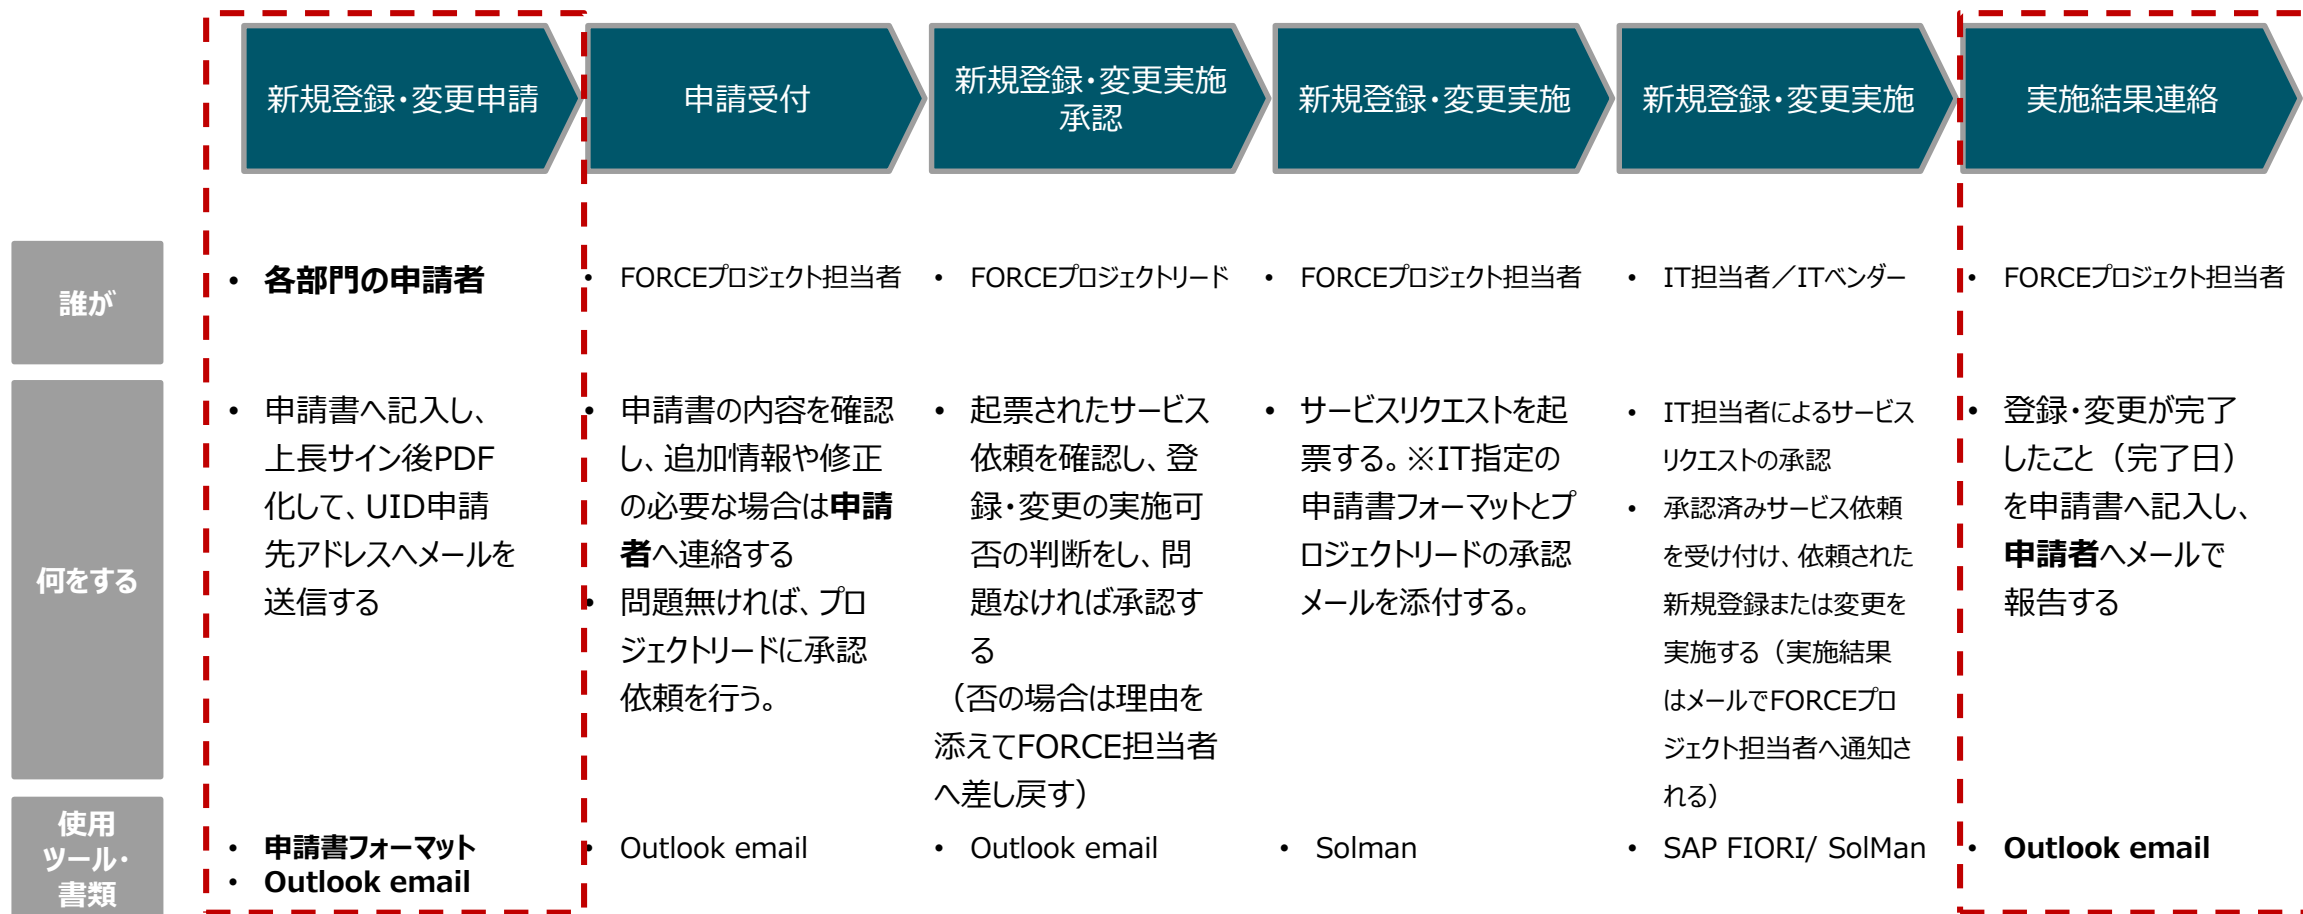 新規登録・変更申請
申請受付
新規登録・変更実施
承認
新規登録・変更実施
新規登録・変更実施
実施結果連絡
誰が
• 各部門の申請者
• FORCEプロジェクト担当者
• FORCEプロジェクトリード
• FORCEプロジェクト担当者
• IT担当者／ITベンダー
• FORCEプロジェクト担当者
何をする
• 申請書へ記入し、
上長サイン後PDF
化して、UID申請
先アドレスへメールを
送信する
• 申請書の内容を確認
し、追加情報や修正
の必要な場合は申請
者へ連絡する
• 問題無ければ、プロ
ジェクトリードに承認
依頼を行う。
• 起票されたサービス
依頼を確認し、登
録・変更の実施可
否の判断をし、問
題なければ承認す
る
（否の場合は理由を
添えてFORCE担当者
へ差し戻す）
• サービスリクエストを起
票する。※IT指定の
申請書フォーマットとプ
ロジェクトリードの承認
メールを添付する。
• IT担当者によるサービス
リクエストの承認
• 承認済みサービス依頼
を受け付け、依頼された
新規登録または変更を
実施する（実施結果
はメールでFORCEプロ
ジェクト担当者へ通知さ
れる）
• 登録・変更が完了
したこと（完了日）
を申請書へ記入し、
申請者へメールで
報告する
使用
ツール・
書類
• 申請書フォーマット
• Outlook email
• Outlook email
• Outlook email
• Solman
• SAP FIORI/ SolMan
• Outlook email